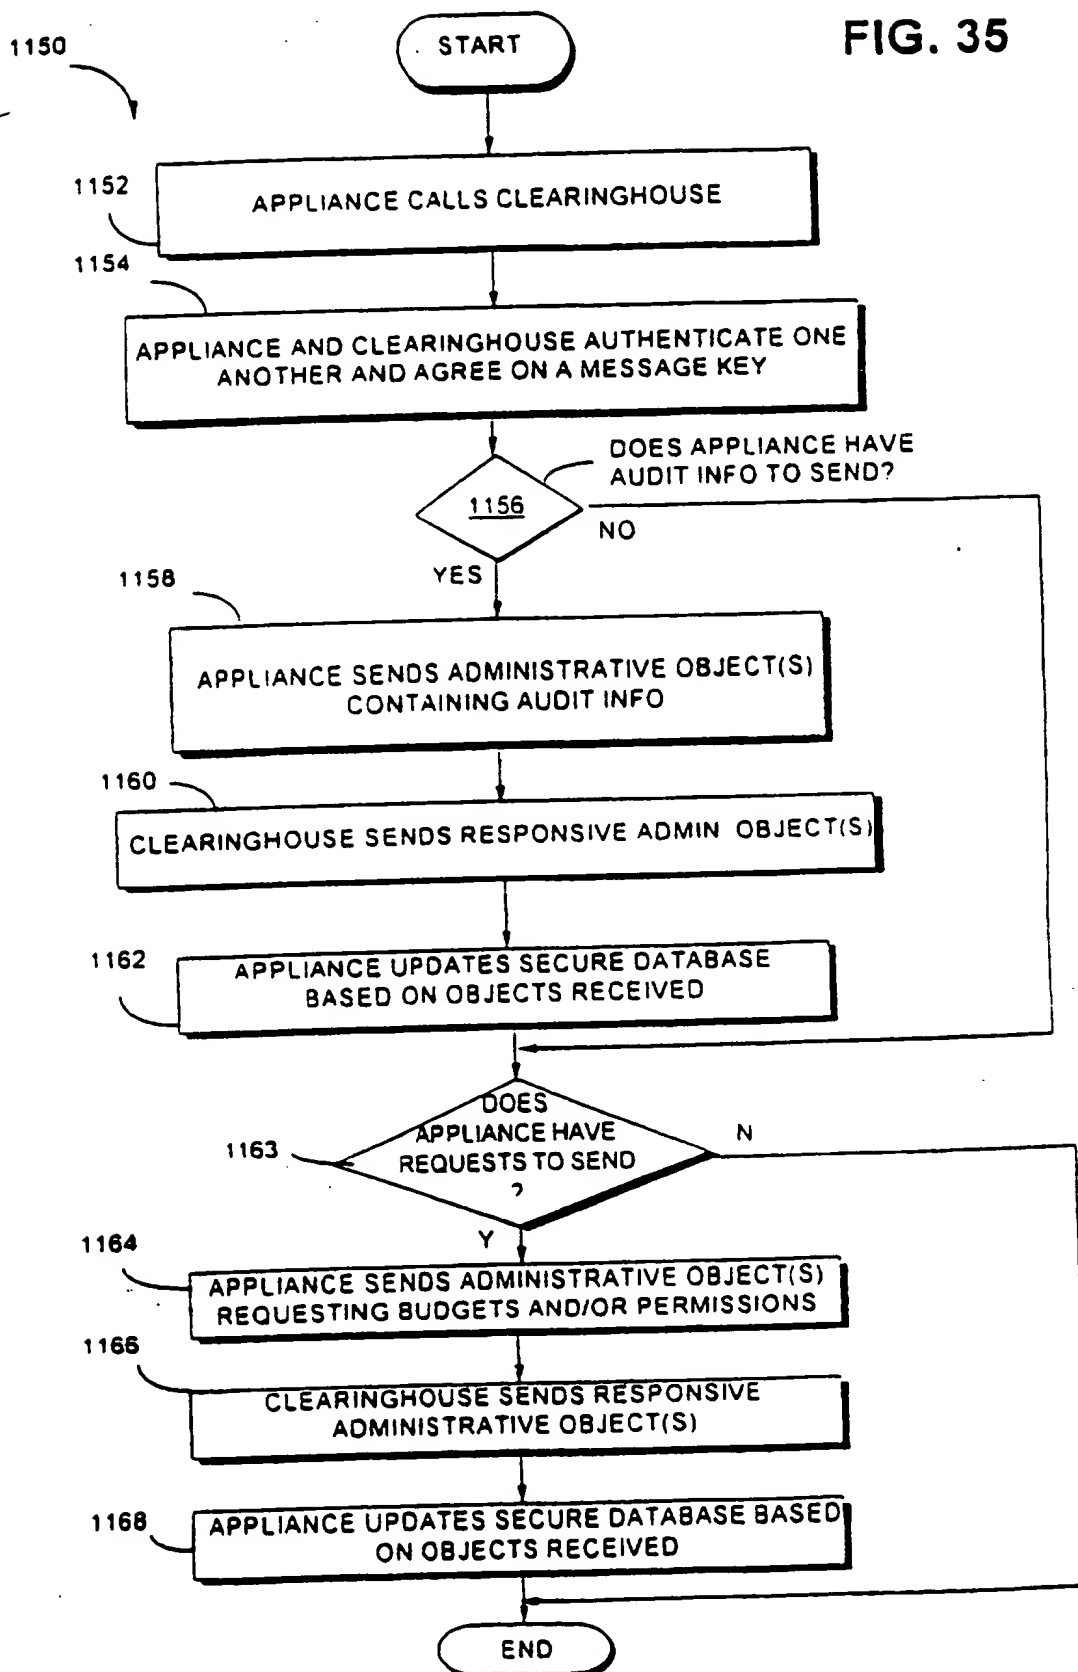 FIG. 35
1150
START
1152
APPLIANCE CALLS CLEARINGHOUSE
1154
APPLIANCE AND CLEARINGHOUSE AUTHENTICATE ONE
ANOTHER AND AGREE ON A MESSAGE KEY
DOES APPLIANCE HAVE
AUDIT INFO TO SEND?
1156
NO
YES
1158
APPLIANCE SENDS ADMINISTRATIVE OBJECT(S)
CONTAINING AUDIT INFO
1160
CLEARINGHOUSE SENDS RESPONSIVE ADMIN OBJECT(S)
1162
APPLIANCE UPDATES SECURE DATABASE
BASED ON OBJECTS RECEIVED
DOES
APPLIANCE HAVE
REQUESTS TO SEND
?
1163
N
Y
1164
APPLIANCE SENDS ADMINISTRATIVE OBJECT(S)
REQUESTING BUDGETS AND/OR PERMISSIONS
1166
CLEARINGHOUSE SENDS RESPONSIVE
ADMINISTRATIVE OBJECT(S)
1168
APPLIANCE UPDATES SECURE DATABASE BASED
ON OBJECTS RECEIVED
END